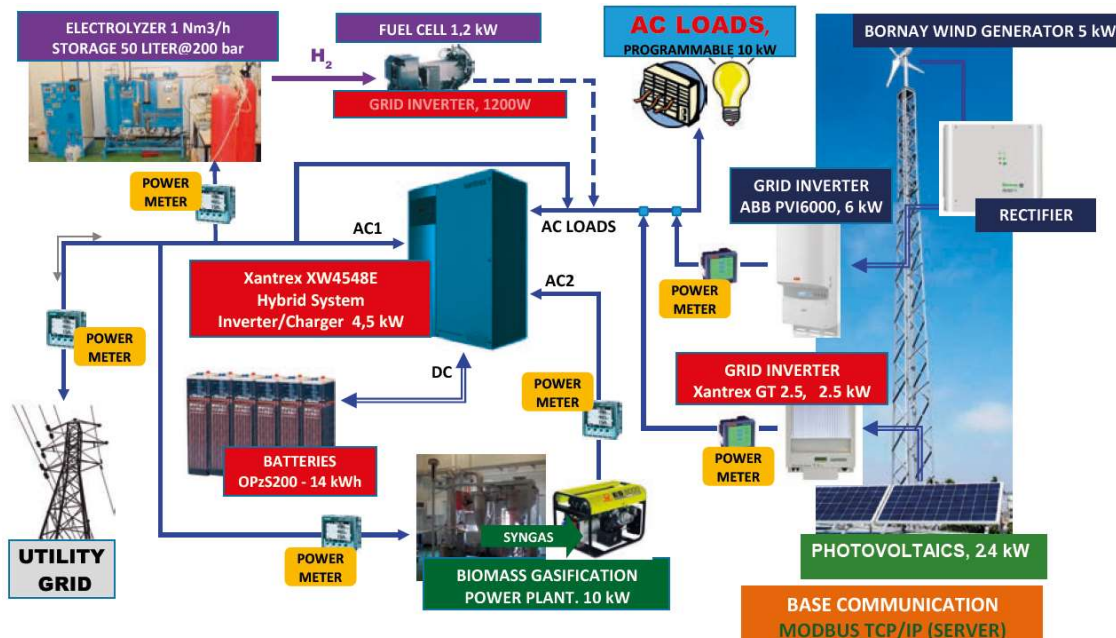 ELECTROLYZER 1 Nm3/h
STORAGE 50 LITER@200 bar
H2
FUEL CELL 1,2 kW
GRID INVERTER, 1200W
AC LOADS,
PROGRAMMABLE 10 kW
BORNAY WIND GENERATOR 5 kW
POWER
METER
GRID INVERTER
ABB PVI6000, 6 kW
RECTIFIER
AC1
AC LOADS
Xantrex XW4548E
Hybrid System
Inverter/Charger 4,5 kW
AC2
POWER
METER
POWER
METER
DC
GRID INVERTER
Xantrex GT 2.5, 2.5 kW
POWER
METER
POWER
METER
BATTERIES
OPzS200 - 14 kWh
SYNGAS
POWER
METER
UTILITY
GRID
BIOMASS GASIFICATION
POWER PLANT. 10 kW
PHOTOVOLTAICS, 24 kW
BASE COMMUNICATION
MODBUS TCP/IP (SERVER)